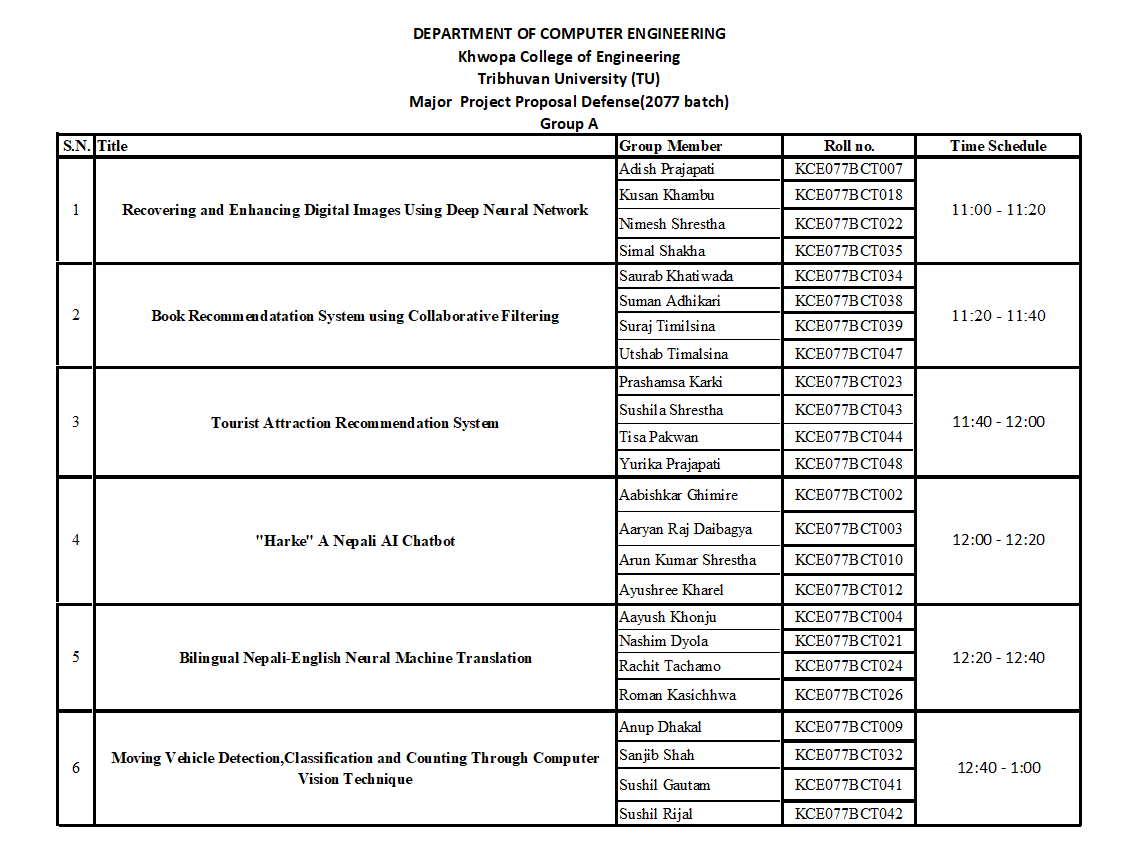 DEPARTMENT OF COMPUTER ENGINEERING
Khwopa College of Engineering
Tribhuvan University (TU)
Major Project Proposal Defense(2077 batch)
Group A
S.N. Title Group Member Roll no. Time Schedule
1 Recovering and Enhancing Digital Images Using Deep Neural Network 11:00 - 11:20
Adish Prajapati KCE077BCT007
Kusan Khambu KCE077BCT018
Nimesh Shrestha KCE077BCT022
Simal Shakha KCE077BCT035
2 Book Recommendatation System using Collaborative Filtering 11:20 - 11:40
Saurab Khatiwada KCE077BCT034
Suman Adhikari KCE077BCT038
Suraj Timilsina KCE077BCT039
Utshab Timalsina KCE077BCT047
3 Tourist Attraction Recommendation System 11:40 - 12:00
Prashamsa Karki KCE077BCT023
Sushila Shrestha KCE077BCT043
Tisa Pakwan KCE077BCT044
Yurika Prajapati KCE077BCT048
4 "Harke" A Nepali AI Chatbot 12:00 - 12:20
Aabishkar Ghimire KCE077BCT002
Aaryan Raj Daibagya KCE077BCT003
Arun Kumar Shrestha KCE077BCT010
Ayushree Kharel KCE077BCT012
5 Bilingual Nepali-English Neural Machine Translation 12:20 - 12:40
Aayush Khonju KCE077BCT004
Nashim Dyola KCE077BCT021
Rachit Tachamo KCE077BCT024
Roman Kasichhwa KCE077BCT026
6 Moving Vehicle Detection,Classification and Counting Through Computer
Vision Technique 12:40 - 1:00
Anup Dhakal KCE077BCT009
Sanjib Shah KCE077BCT032
Sushil Gautam KCE077BCT041
Sushil Rijal KCE077BCT042